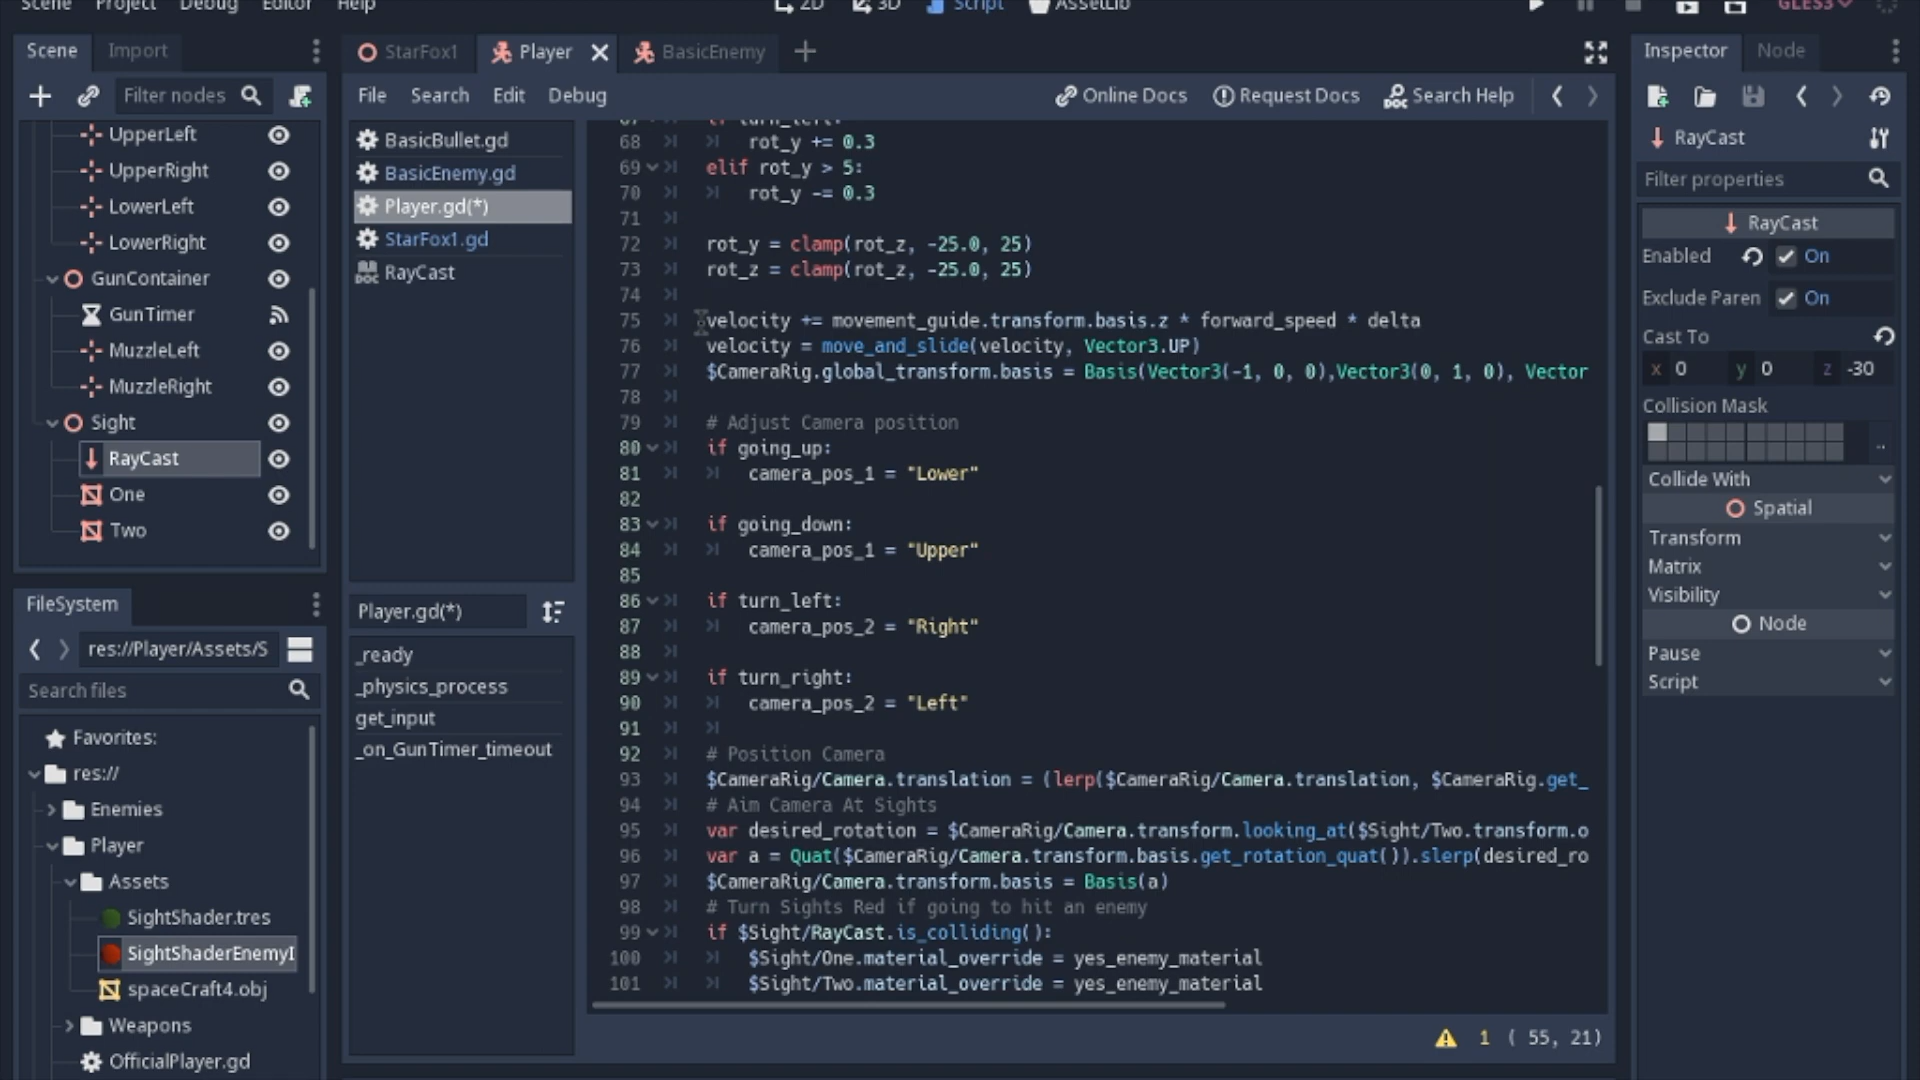 Scene Project Debug Editor Help
2D 3D Script AssetLib
GLES3
Scene Import
Filter nodes
UpperLeft
UpperRight
LowerLeft
LowerRight
GunContainer
GunTimer
MuzzleLeft
MuzzleRight
Sight
RayCast
One
Two
FileSystem
res://Player/Assets/S
Search files
Favorites:
res://
Enemies
Player
Assets
SightShader.tres
SightShaderEnemyI
spaceCraft4.obj
Weapons
OfficialPlayer.gd
StarFox1 Player BasicEnemy
File Search Edit Debug
Online Docs Request Docs Search Help
BasicBullet.gd
BasicEnemy.gd
Player.gd(*)
StarFox1.gd
RayCast
Player.gd(*)
_ready
_physics_process
get_input
_on_GunTimer_timeout
67 if turn_left:
68 rot_y += 0.3
69 elif rot_y > 5:
70 rot_y -= 0.3
71
72 rot_y = clamp(rot_z, -25.0, 25)
73 rot_z = clamp(rot_z, -25.0, 25)
74
75 velocity += movement_guide.transform.basis.z * forward_speed * delta
76 velocity = move_and_slide(velocity, Vector3.UP)
77 $CameraRig.global_transform.basis = Basis(Vector3(-1, 0, 0),Vector3(0, 1, 0), Vector
78
79 # Adjust Camera position
80 if going_up:
81 camera_pos_1 = "Lower"
82
83 if going_down:
84 camera_pos_1 = "Upper"
85
86 if turn_left:
87 camera_pos_2 = "Right"
88
89 if turn_right:
90 camera_pos_2 = "Left"
91
92 # Position Camera
93 $CameraRig/Camera.translation = (lerp($CameraRig/Camera.translation, $CameraRig.get_
94 # Aim Camera At Sights
95 var desired_rotation = $CameraRig/Camera.transform.looking_at($Sight/Two.transform.o
96 var a = Quat($CameraRig/Camera.transform.basis.get_rotation_quat()).slerp(desired_ro
97 $CameraRig/Camera.transform.basis = Basis(a)
98 # Turn Sights Red if going to hit an enemy
99 if $Sight/RayCast.is_colliding():
100 $Sight/One.material_override = yes_enemy_material
101 $Sight/Two.material_override = yes_enemy_material
1 ( 55, 21)
Inspector Node
RayCast
Filter properties
RayCast
Enabled On
Exclude Paren On
Cast To
x 0 y 0 z -30
Collision Mask
..
Collide With
Spatial
Transform
Matrix
Visibility
Node
Pause
Script